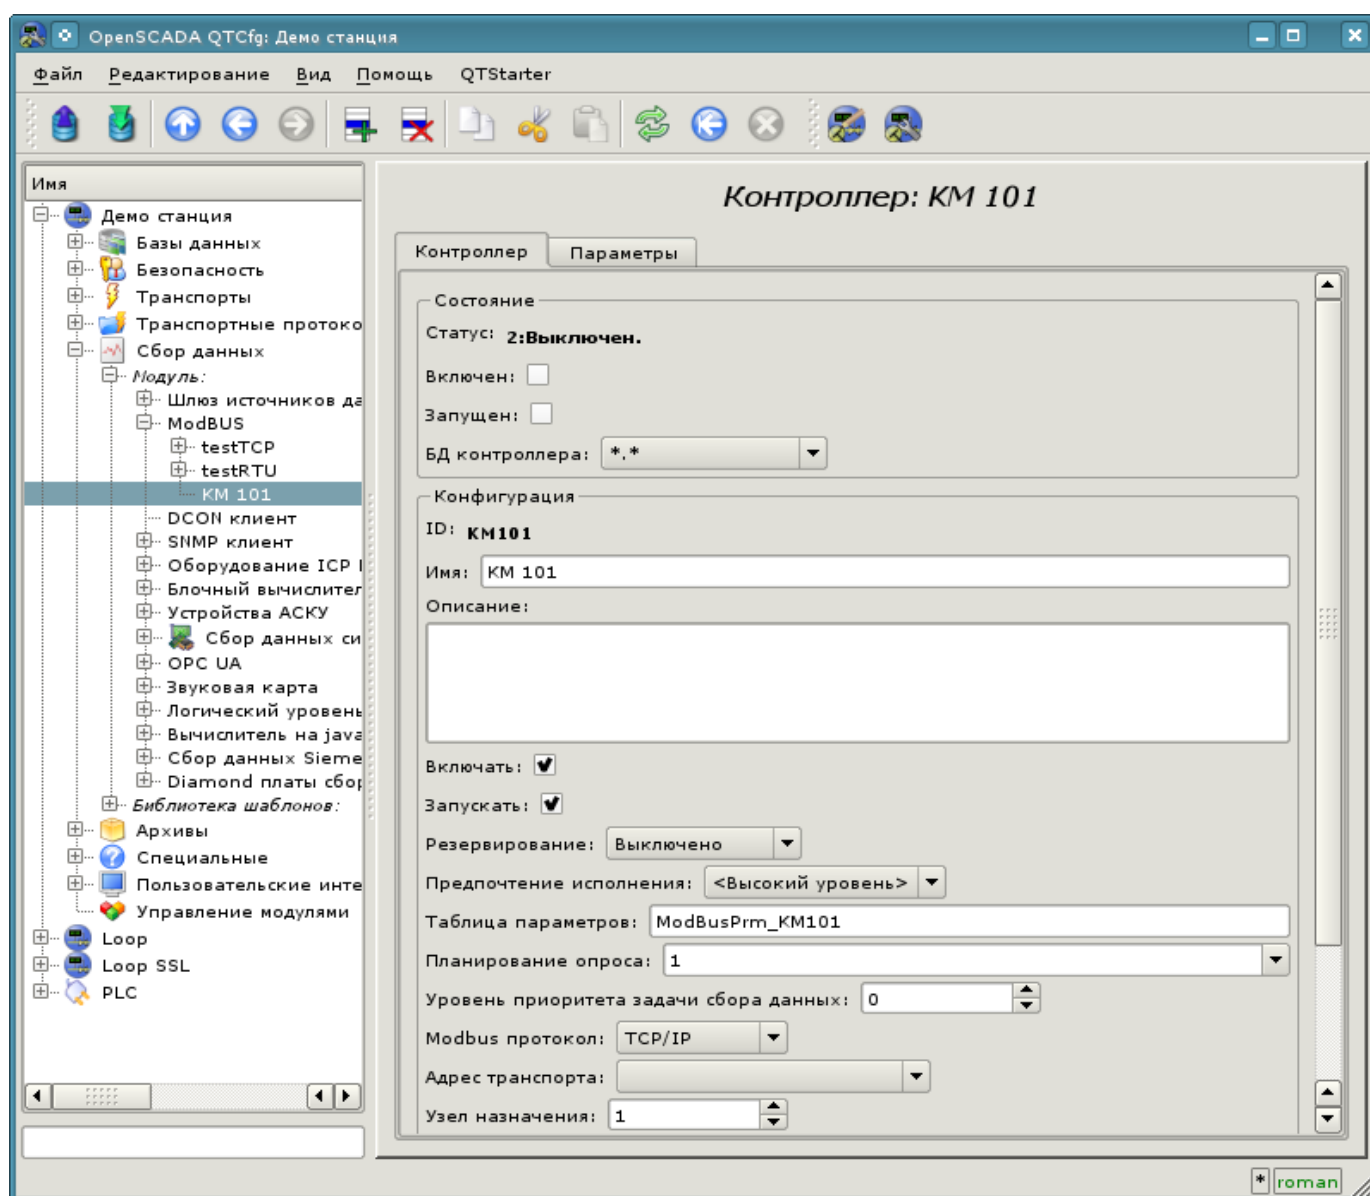 OpenSCADA QTCfg: Демо станция
Файл Редактирование Вид Помощь QTStarter
Имя
Демо станция
Базы данных
Безопасность
Транспорты
Транспортные протоко
Сбор данных
Модуль:
Шлюз источников да
ModBUS
testTCP
testRTU
KM 101
DCON клиент
SNMP клиент
Оборудование ICP
Блочный вычислител
Устройства АСКУ
Сбор данных си
OPC UA
Звуковая карта
Логический уровень
Вычислитель на java
Сбор данных Sieme
Diamond платы сбор
Библиотека шаблонов:
Архивы
Специальные
Пользовательские инте
Управление модулями
Loop
Loop SSL
PLC
Контроллер: KM 101
Контроллер Параметры
Состояние
Статус: 2:Выключен.
Включен:
Запущен:
БД контроллера: *.*
Конфигурация
ID: KM101
Имя: KM 101
Описание:
Включать:
Запускать:
Резервирование: Выключено
Предпочтение исполнения: <Высокий уровень>
Таблица параметров: ModBusPrm_KM101
Планирование опроса: 1
Уровень приоритета задачи сбора данных: 0
Modbus протокол: TCP/IP
Адрес транспорта:
Узел назначения: 1
* roman